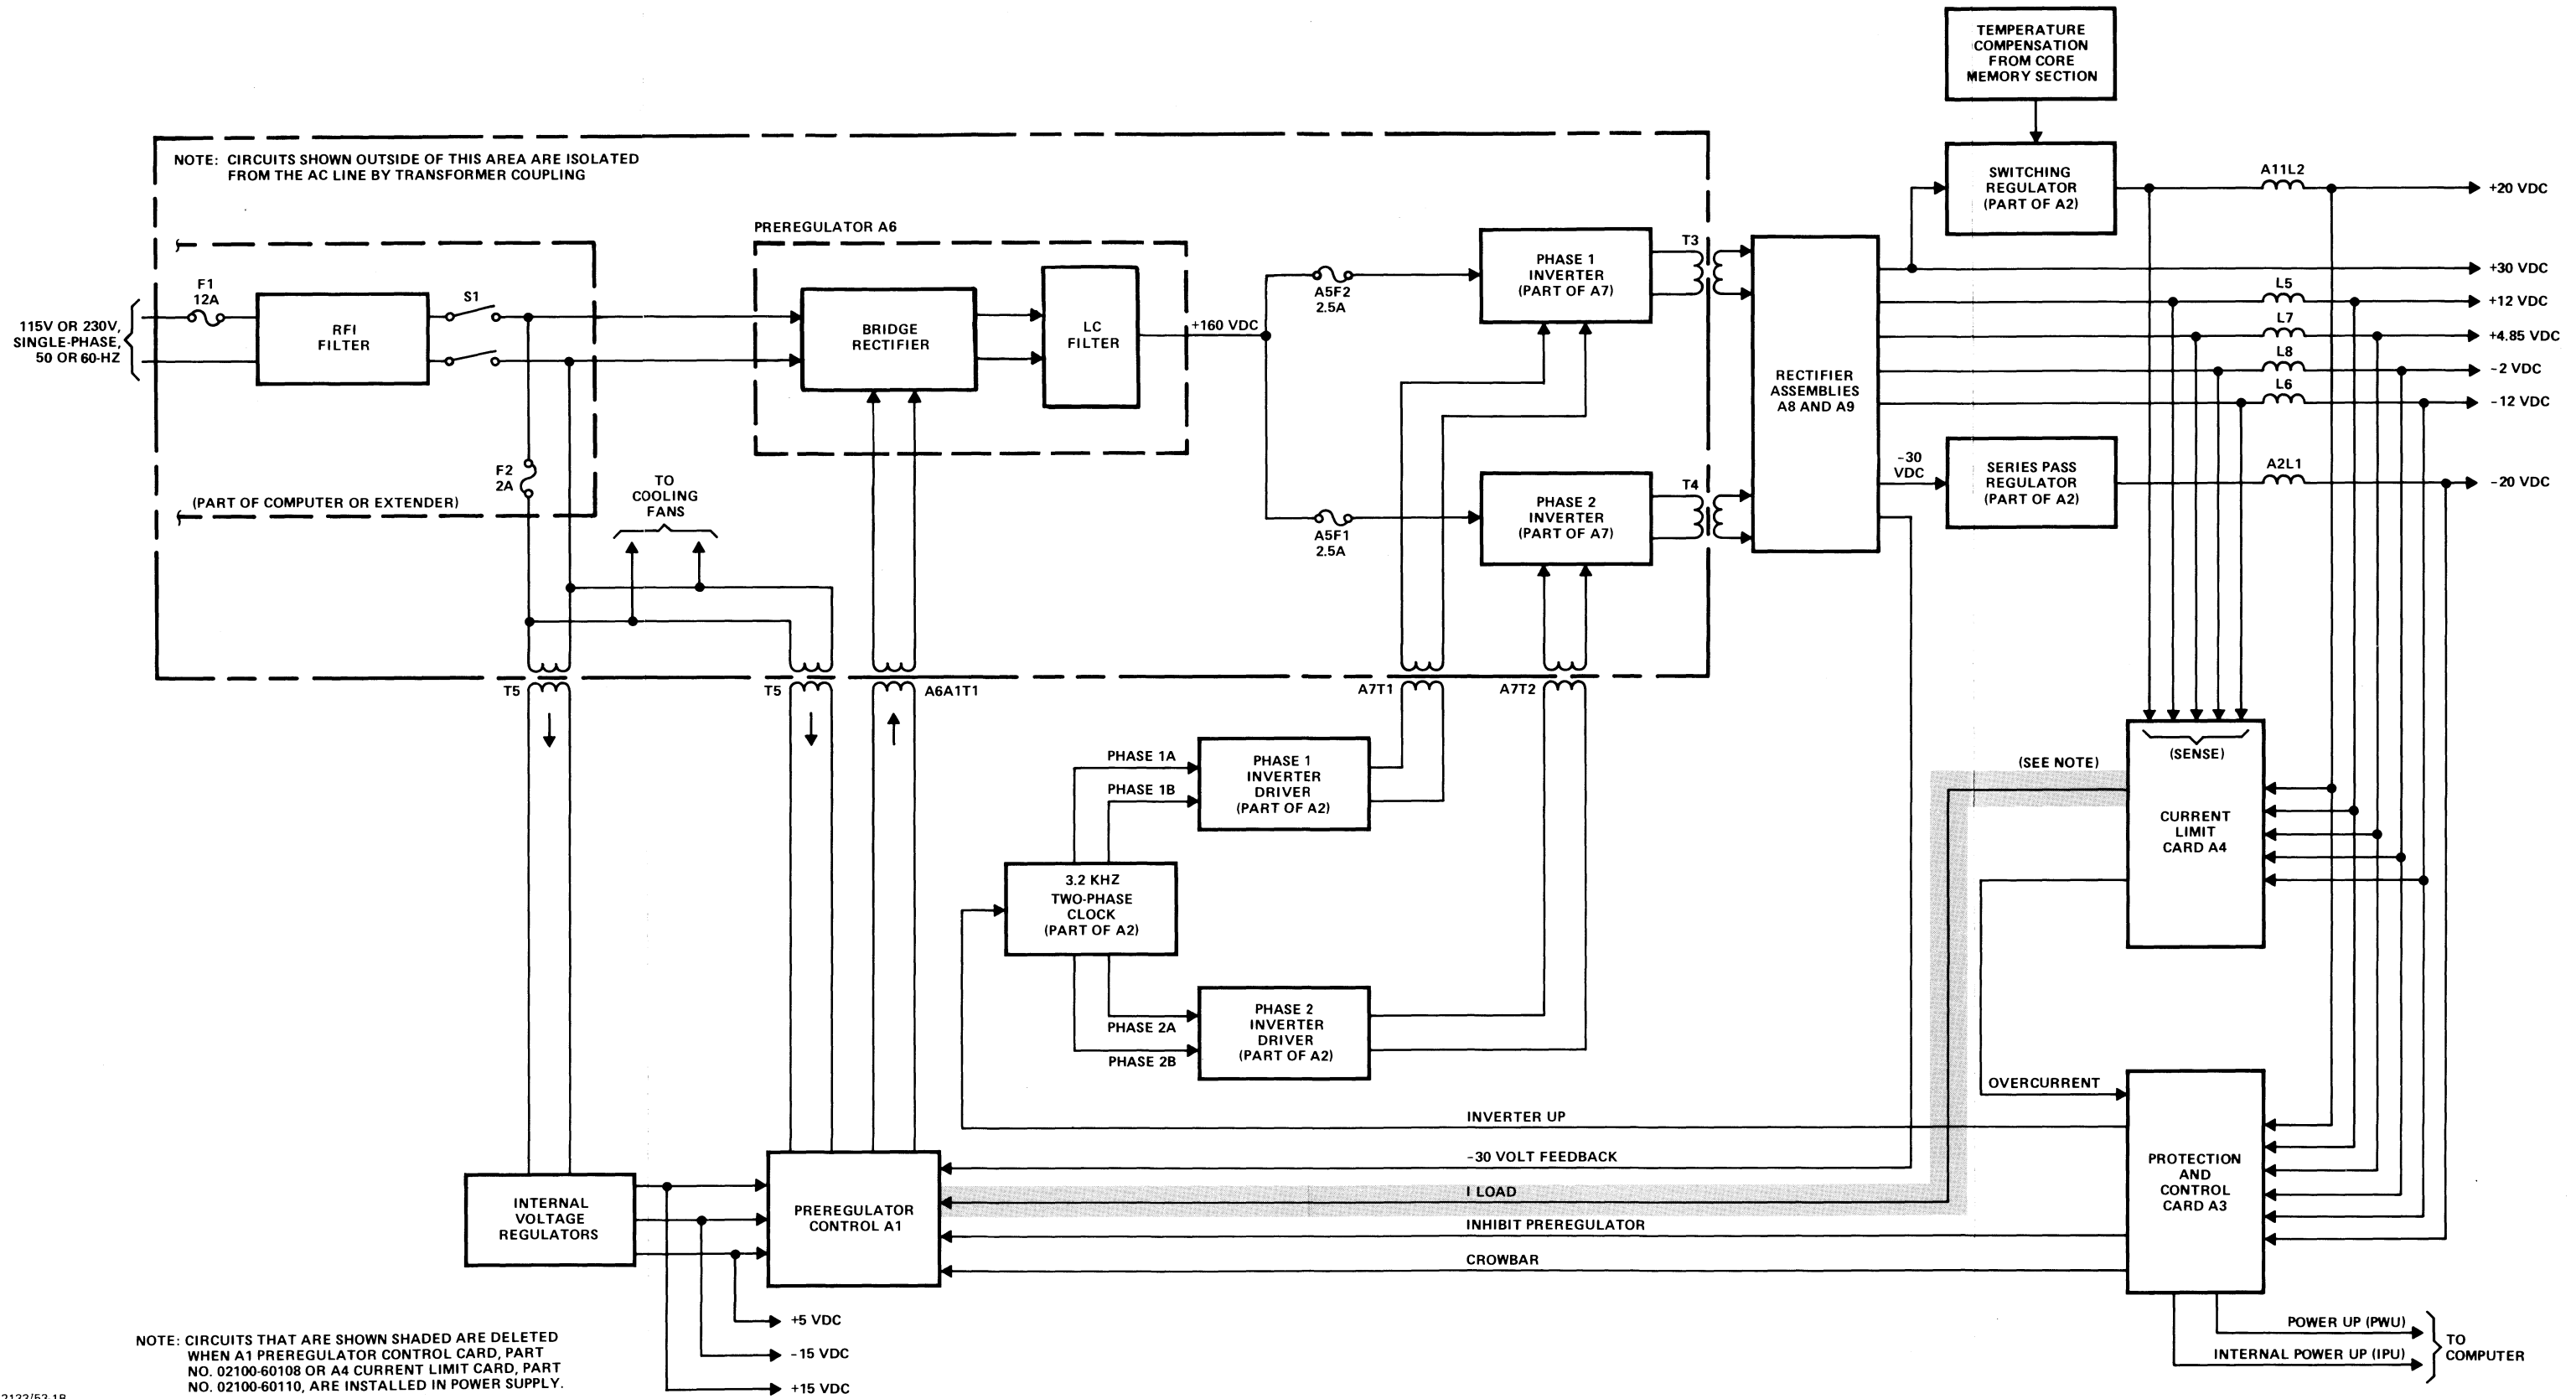 TEMPERATURE
COMPENSATION
FROM CORE
MEMORY SECTION
NOTE: CIRCUITS SHOWN OUTSIDE OF THIS AREA ARE ISOLATED
FROM THE AC LINE BY TRANSFORMER COUPLING
SWITCHING
REGULATOR
(PART OF A2)
A11L2
+20 VDC
PREREGULATOR A6
F1
12A
115V OR 230V,
SINGLE-PHASE,
50 OR 60-HZ
RFI
FILTER
S1
BRIDGE
RECTIFIER
LC
FILTER
+160 VDC
A5F2
2.5A
PHASE 1
INVERTER
(PART OF A7)
T3
RECTIFIER
ASSEMBLIES
A8 AND A9
+30 VDC
L5
+12 VDC
L7
+4.85 VDC
L8
-2 VDC
L6
-12 VDC
F2
2A
(PART OF COMPUTER OR EXTENDER)
TO
COOLING
FANS
A5F1
2.5A
PHASE 2
INVERTER
(PART OF A7)
T4
-30
VDC
SERIES PASS
REGULATOR
(PART OF A2)
A2L1
-20 VDC
T5
T5
A6A1T1
A7T1
A7T2
PHASE 1A
PHASE 1B
PHASE 1
INVERTER
DRIVER
(PART OF A2)
(SEE NOTE)
(SENSE)
CURRENT
LIMIT
CARD A4
3.2 KHZ
TWO-PHASE
CLOCK
(PART OF A2)
PHASE 2A
PHASE 2B
PHASE 2
INVERTER
DRIVER
(PART OF A2)
OVERCURRENT
INVERTER UP
-30 VOLT FEEDBACK
I LOAD
INHIBIT PREREGULATOR
CROWBAR
INTERNAL
VOLTAGE
REGULATORS
PREREGULATOR
CONTROL A1
PROTECTION
AND
CONTROL
CARD A3
+5 VDC
-15 VDC
+15 VDC
POWER UP (PWU)
INTERNAL POWER UP (IPU)
TO
COMPUTER
NOTE: CIRCUITS THAT ARE SHOWN SHADED ARE DELETED
WHEN A1 PREREGULATOR CONTROL CARD, PART
NO. 02100-60108 OR A4 CURRENT LIMIT CARD, PART
NO. 02100-60110, ARE INSTALLED IN POWER SUPPLY.